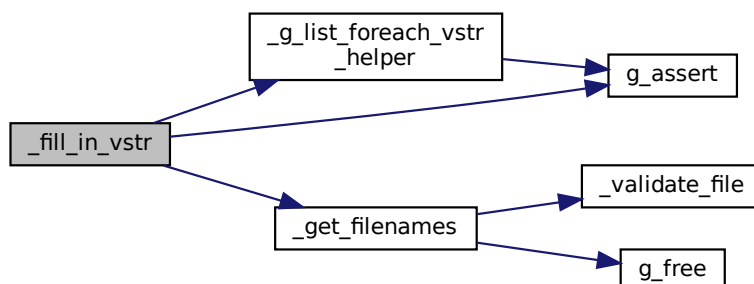 _g_list_foreach_vstr
_helper
g_assert
_fill_in_vstr
_validate_file
_get_filenames
g_free